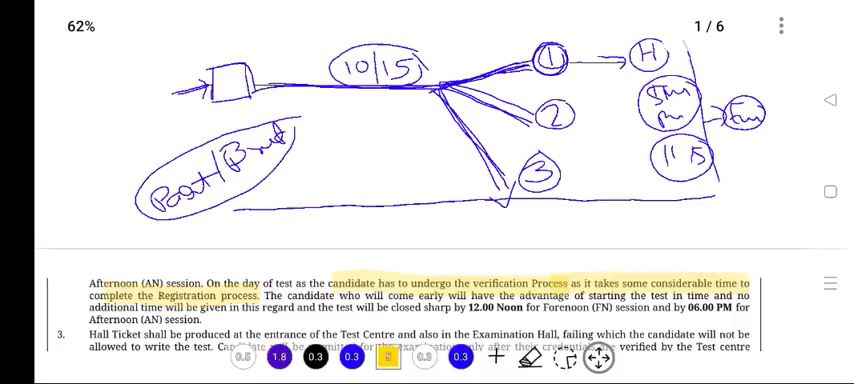 62%
1 / 6
10/15
1
H
2
3
11 15
Afternoon (AN) session. On the day of test as the candidate has to undergo the verification Process as it takes some considerable time to
complete the Registration process. The candidate who will come early will have the advantage of starting the test in time and no
additional time will be given in this regard and the test will be closed sharp by 12.00 Noon for Forenoon (FN) session and by 06.00 PM for
Afternoon (AN) session.
3. Hall Ticket shall be produced at the entrance of the Test Centre and also in the Examination Hall, failing which the candidate will not be
allowed to write the test. verified by the Test centre
0.5 1.8 0.3 0.3 5 0.3 0.3